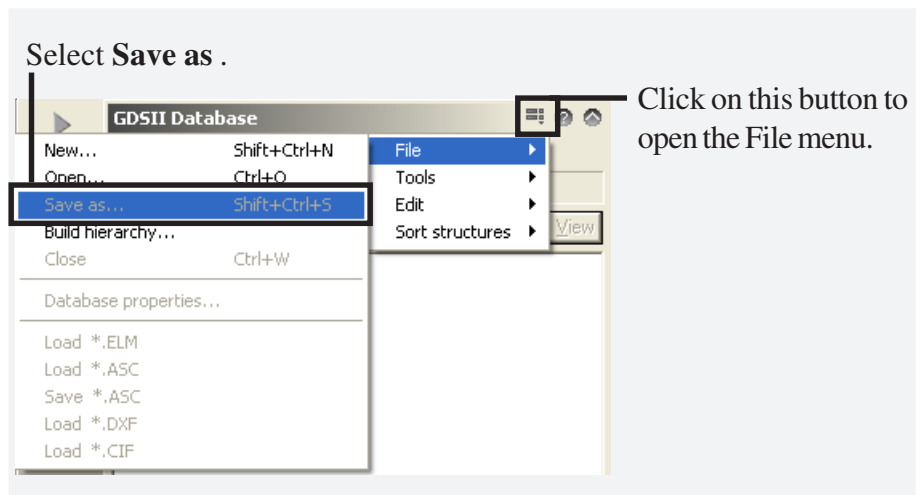 Select Save as .
Click on this button to
open the File menu.
GDSII Database
New... Shift+Ctrl+N
Open... Ctrl+O
Save as... Shift+Ctrl+S
Build hierarchy...
Close Ctrl+W
Database properties...
Load *.ELM
Load *.ASC
Save *.ASC
Load *.DXF
Load *.CIF
File
Tools
Edit
Sort structures
View